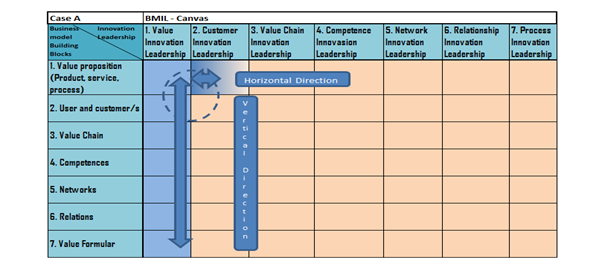 Case A
BMIL - Canvas
Business Innovation
model Leadership
Building
Blocks
1. Value
Innovation
Leadership
2. Customer
Innovation
Leadership
3. Value Chain
Innovation
Leadership
4. Competence
Innovasion
Leadership
5. Network
Innovation
Leadership
6. Relationship
Innovation
Leadership
7. Process
Innovation
Leadership
1. Value proposition
(Product, service,
process)
Horizontal Direction
2. User and customer/s
3. Value Chain
4. Competences
5. Networks
6. Relations
7. Value Formular
Vertical Direction